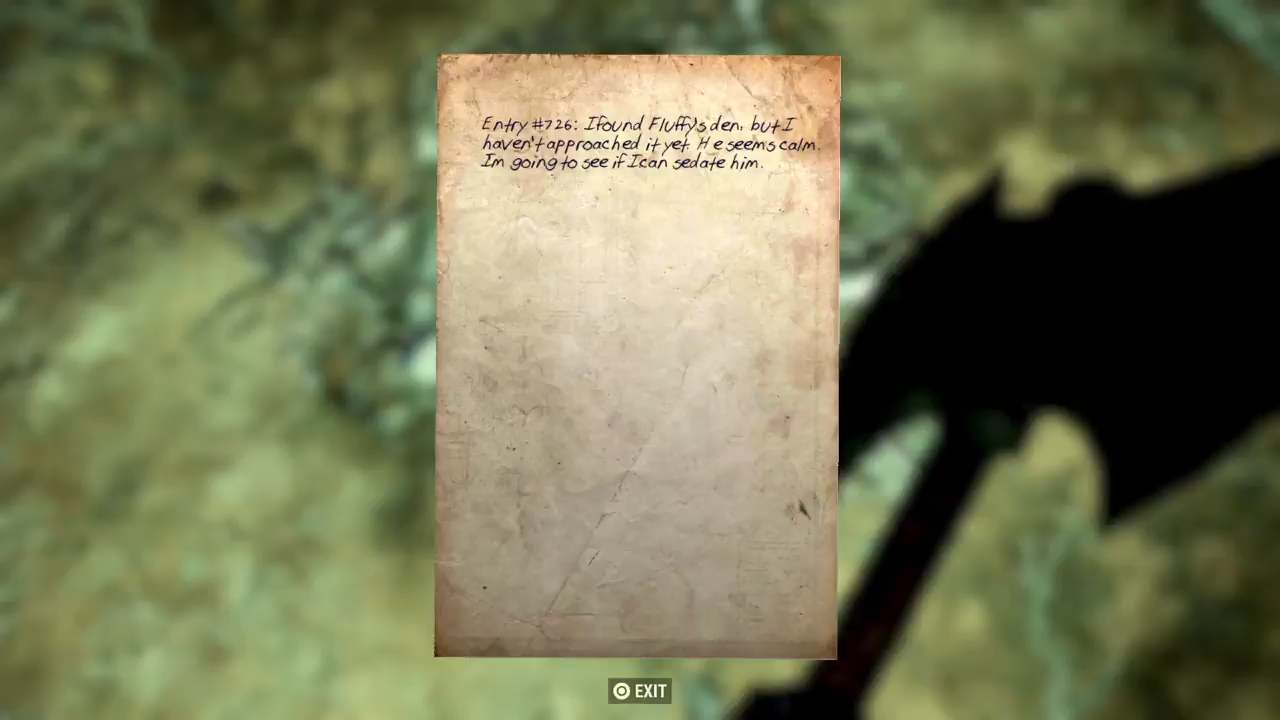 Entry #726: I found Fluffy's den, but I
haven't approached it yet. He seems calm.
Im going to see if I can sedate him.
EXIT